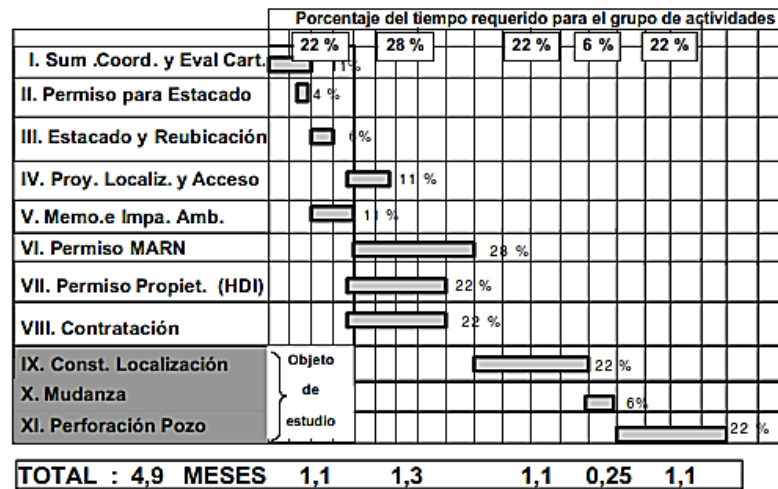 Porcentaje del tiempo requerido para el grupo de actividades
22 % 28 % 22 % 6 % 22 %
I. Sum .Coord. y Eval Cart. 11%
II. Permiso para Estacado 4 %
III. Estacado y Reubicación 6%
IV. Proy. Localiz. y Acceso 11 %
V. Memo.e Impa. Amb. 11 %
VI. Permiso MARN 28 %
VII. Permiso Propiet. (HDI) 22 %
VIII. Contratación 22 %
IX. Const. Localización Objeto 22 %
X. Mudanza de 6%
XI. Perforación Pozo estudio 22 %
TOTAL : 4,9 MESES 1,1 1,3 1,1 0,25 1,1